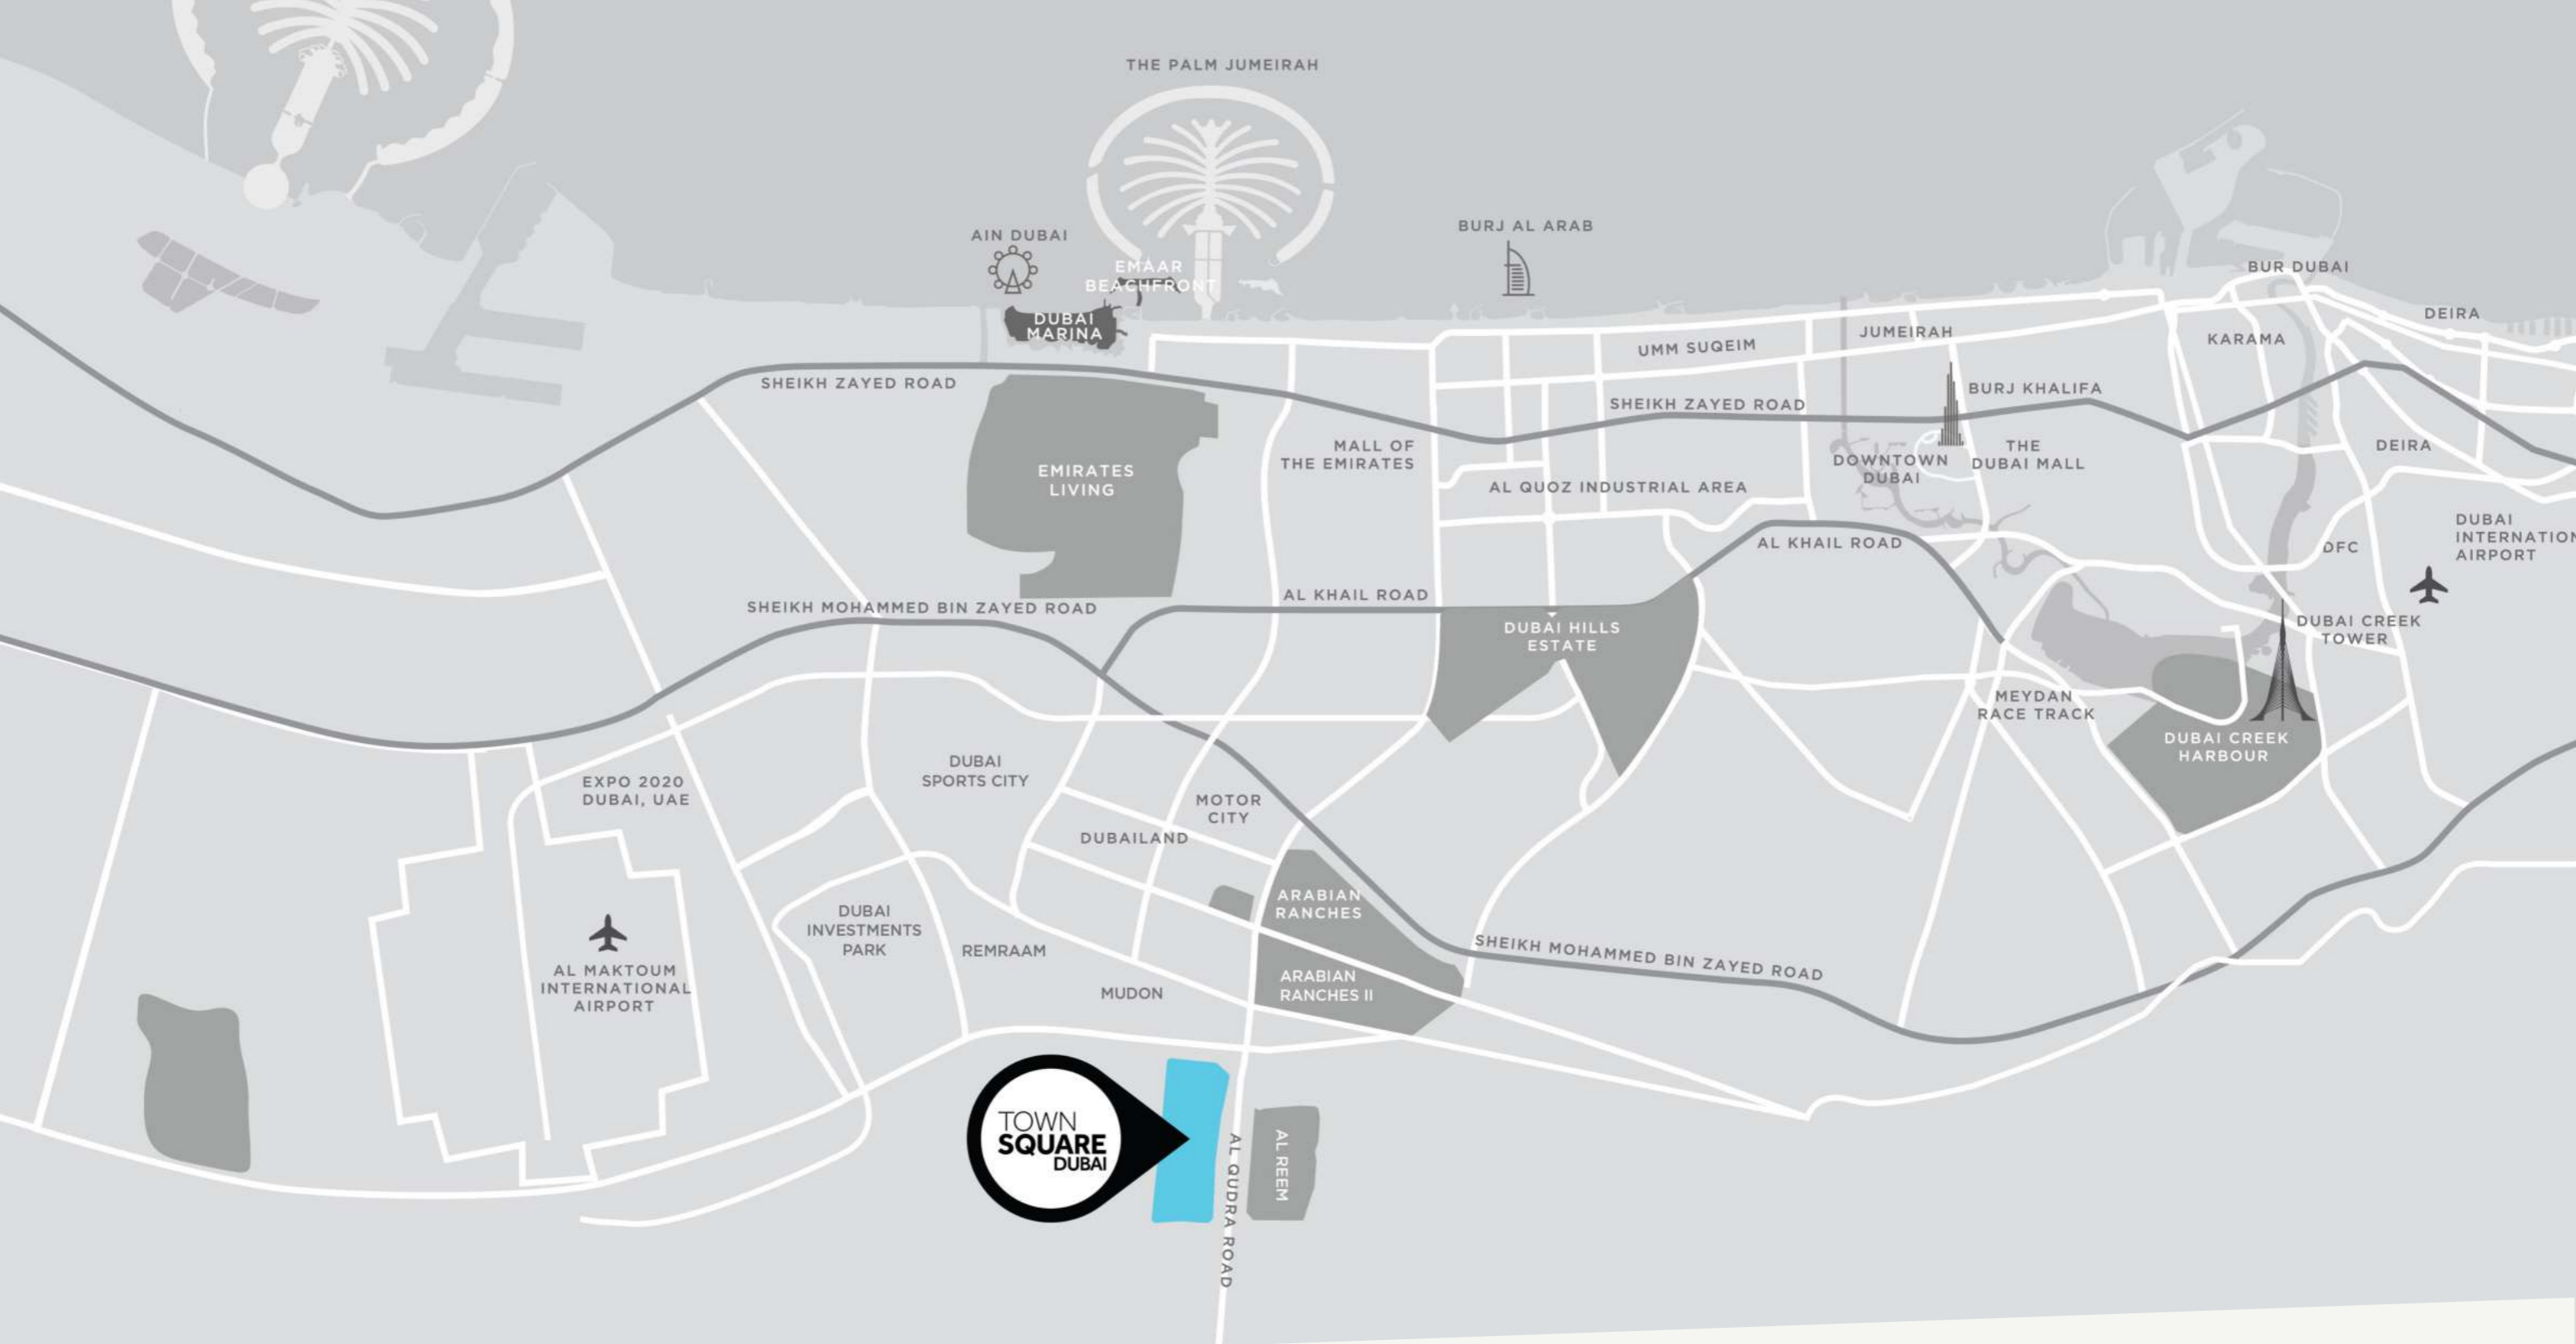 THE PALM JUMEIRAH
AIN DUBAI
BURJ AL ARAB
EMAAR
BEACHFRONT
DUBAI
MARINA
BUR DUBAI
DEIRA
UMM SUQEIM
JUMEIRAH
KARAMA
SHEIKH ZAYED ROAD
SHEIKH ZAYED ROAD
BURJ KHALIFA
MALL OF
THE EMIRATES
EMIRATES
LIVING
AL QUOZ INDUSTRIAL AREA
DOWNTOWN
DUBAI
THE
DUBAI MALL
DEIRA
DUBAI
INTERNATION
AIRPORT
AL KHAIL ROAD
DFC
SHEIKH MOHAMMED BIN ZAYED ROAD
AL KHAIL ROAD
DUBAI HILLS
ESTATE
DUBAI CREEK
TOWER
MEYDAN
RACE TRACK
DUBAI CREEK
HARBOUR
EXPO 2020
DUBAI, UAE
DUBAI
SPORTS CITY
MOTOR
CITY
DUBAILAND
ARABIAN
RANCHES
DUBAI
INVESTMENTS
PARK
REMRAAM
SHEIKH MOHAMMED BIN ZAYED ROAD
AL MAKTOUM
INTERNATIONAL
AIRPORT
MUDON
ARABIAN
RANCHES II
TOWN
SQUARE
DUBAI
AL QUDRA ROAD
AL REEM